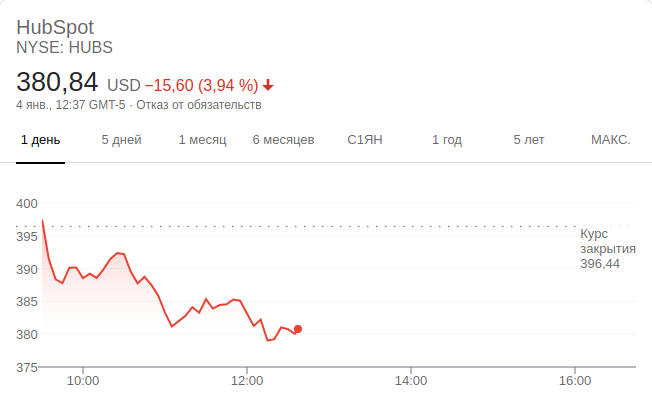 HubSpot
NYSE: HUBS
380,84 USD −15,60 (3,94 %)
4 янв., 12:37 GMT-5 · Отказ от обязательств
1 день 5 дней 1 месяц 6 месяцев С1ЯН 1 год 5 лет МАКС.
400
395
390
385
380
375
Курс
закрытия
396,44
10:00 12:00 14:00 16:00